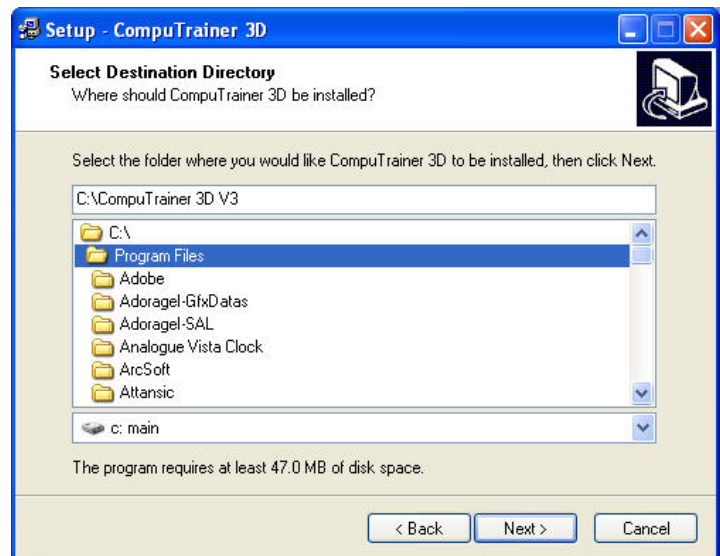 Setup - CompuTrainer 3D
Select Destination Directory
Where should CompuTrainer 3D be installed?
Select the folder where you would like CompuTrainer 3D to be installed, then click Next.
C:\CompuTrainer 3D V3
C:\
Program Files
Adobe
Adoragel-GfxDatas
Adoragel-SAL
Analogue Vista Clock
ArcSoft
Attansic
c: main
The program requires at least 47.0 MB of disk space.
< Back Next > Cancel